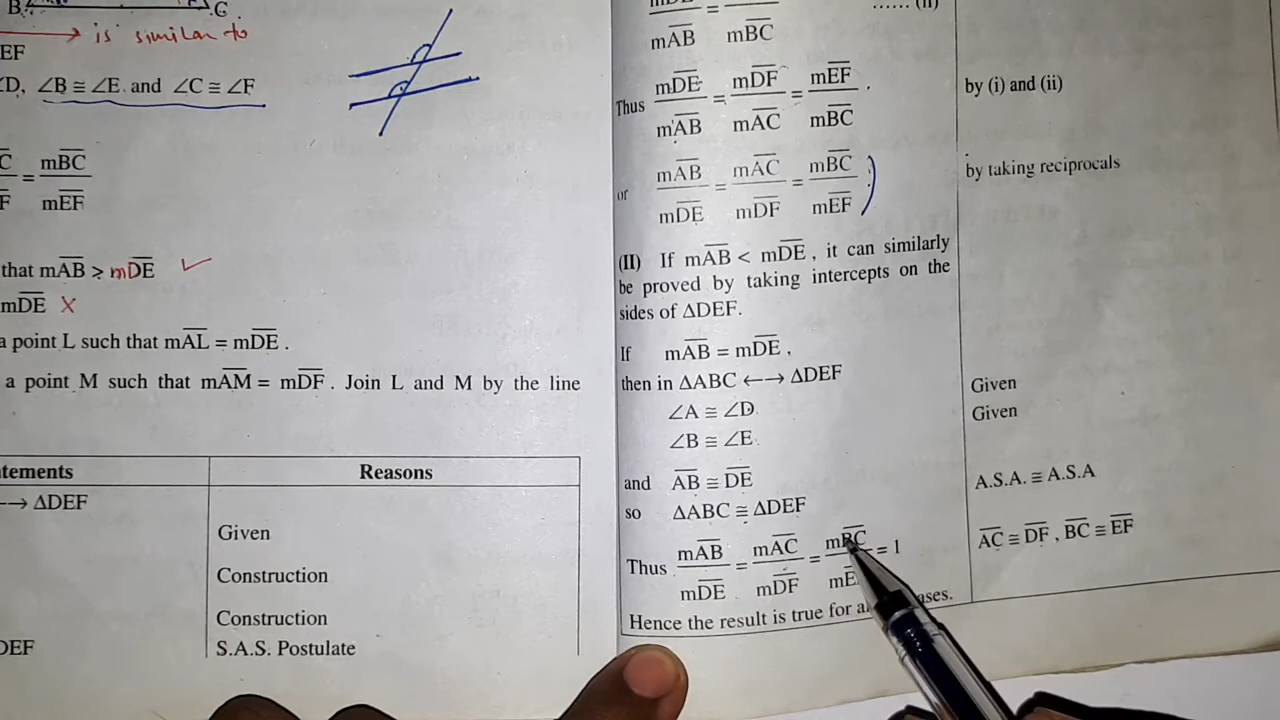 B C
is similar to
EF
∠D, ∠B ≅ ∠E. and ∠C ≅ ∠F
= mBC / mEF
that mAB > mDE ✓
mDE X
a point L such that mAL = mDE .
a point M such that mAM = mDF . Join L and M by the line
Reasons
→ ΔDEF
Given
Construction
Construction
S.A.S. Postulate
mAB = mBC ...... (ii)
Thus mDE / mAB = mDF / mAC = mEF / mBC . by (i) and (ii)
or mAB / mDE = mAC / mDF = mBC / mEF by taking reciprocals
(II) If mAB < mDE , it can similarly
be proved by taking intercepts on the
sides of ΔDEF.
If mAB = mDE ,
then in ΔABC ←→ ΔDEF
∠A ≅ ∠D Given
∠B ≅ ∠E Given
and AB ≅ DE
so ΔABC ≅ ΔDEF A.S.A. ≅ A.S.A
Thus mAB / mDE = mAC / mDF = mBC = 1 AC ≅ DF , BC ≅ EF
Hence the result is true for